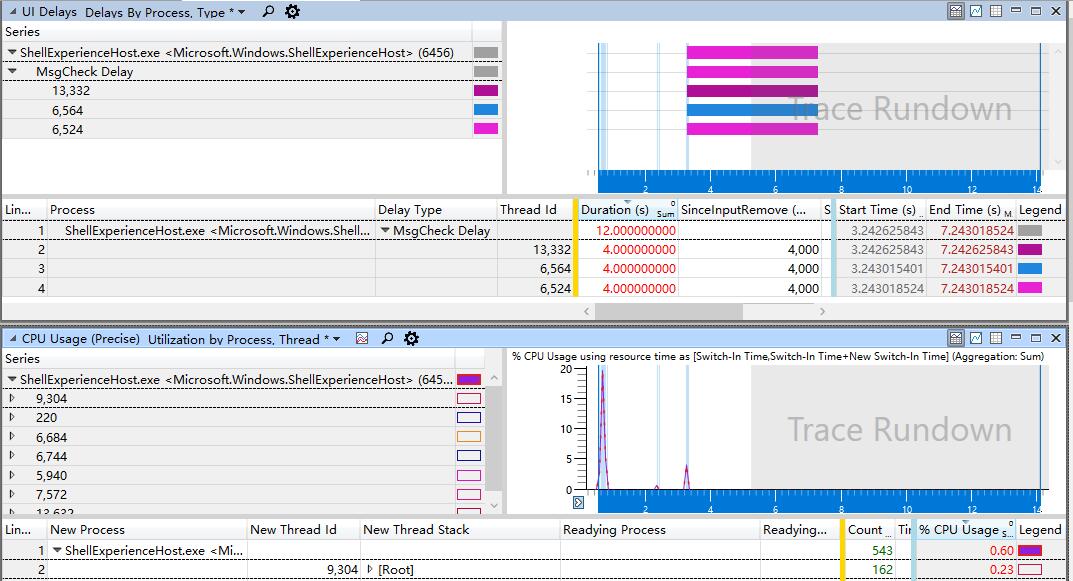 UI Delays Delays By Process, Type *
Series
ShellExperienceHost.exe <Microsoft.Windows.ShellExperienceHost> (6456)
MsgCheck Delay
13,332
6,564
6,524
Trace Rundown
2 4 6 8 10 12 14
Lin... Process Delay Type Thread Id Duration (s) Sum 0 SinceInputRemove (... S Start Time (s) ... End Time (s) M Legend
1 ShellExperienceHost.exe <Microsoft.Windows.Shell... MsgCheck Delay 12.000000000 3.242625843 7.243018524
2 13,332 4.000000000 4,000 3.242625843 7.242625843
3 6,564 4.000000000 4,000 3.243015401 7.243015401
4 6,524 4.000000000 4,000 3.243018524 7.243018524
CPU Usage (Precise) Utilization by Process, Thread *
Series
ShellExperienceHost.exe <Microsoft.Windows.ShellExperienceHost> (645...
9,304
220
6,684
6,744
5,940
7,572
% CPU Usage using resource time as [Switch-In Time,Switch-In Time+New Switch-In Time] (Aggregation: Sum)
20
15
10
5
0
Trace Rundown
2 4 6 8 10 12 14
Lin... New Process New Thread Id New Thread Stack Readying Process Readying... Count ... Tir % CPU Usage S... 0 Legend
1 ShellExperienceHost.exe <Mi... 543 0.60
2 9,304 [Root] 162 0.23